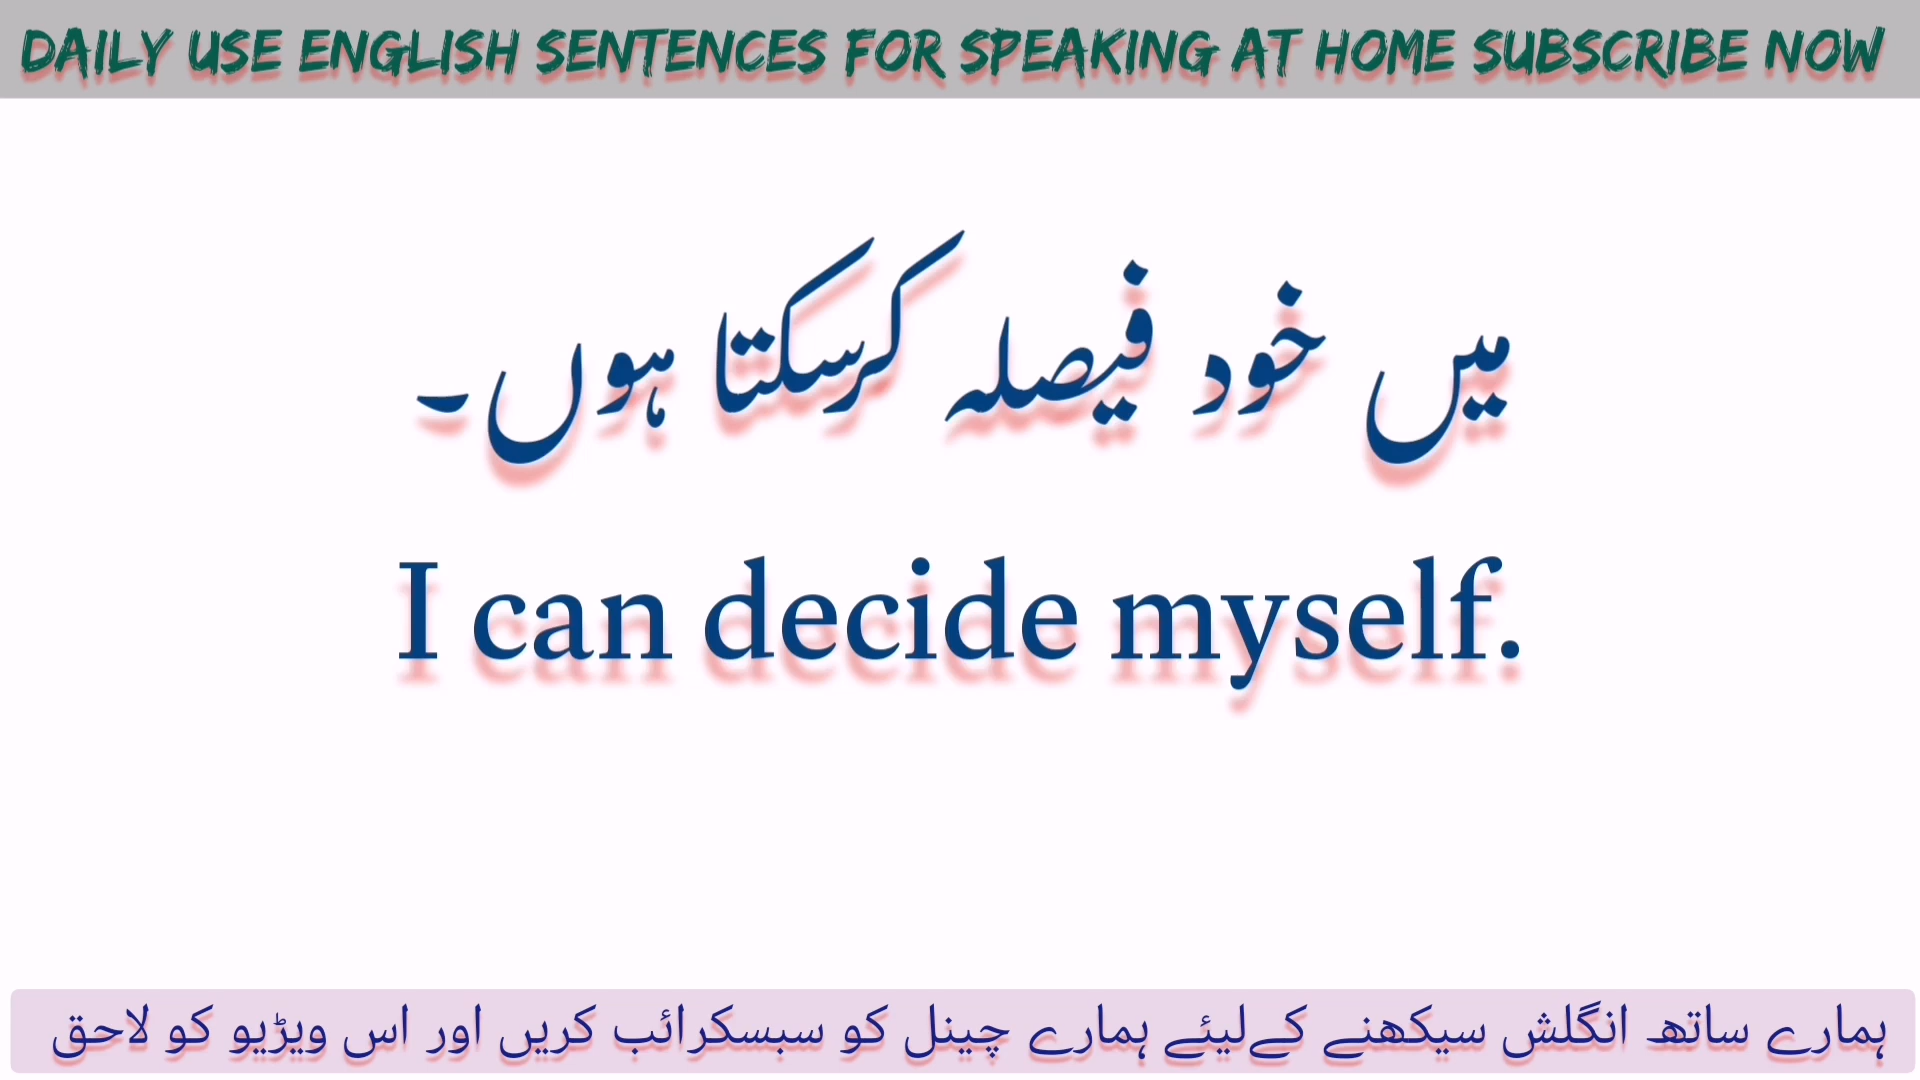 DAILY USE ENGLISH SENTENCES FOR SPEAKING AT HOME SUBSCRIBE NOW
میں خود فیصلہ کرسکتا ہوں۔
I can decide myself.
ہمارے ساتھ انگلش سیکھنے کےلیئے ہمارے چینل کو سبسکرائب کریں اور اس ویڑیو کو لاحق